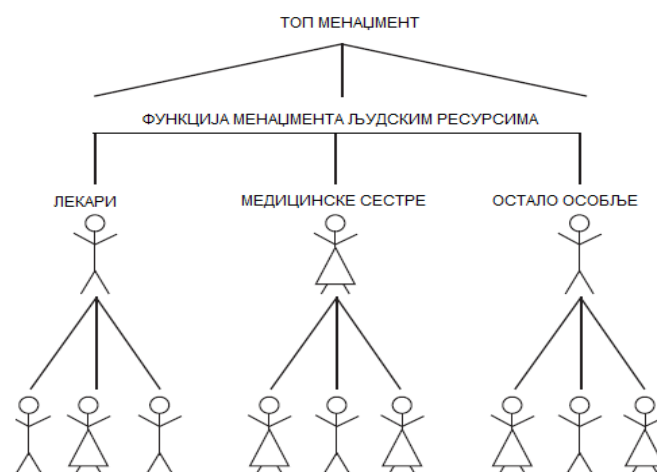 ТОП МЕНАЏМЕНТ
ФУНКЦИЈА МЕНАЏМЕНТА ЉУДСКИМ РЕСУРСИМА
ЛЕКАРИ
МЕДИЦИНСКЕ СЕСТРЕ
ОСТАЛО ОСОБЉЕ